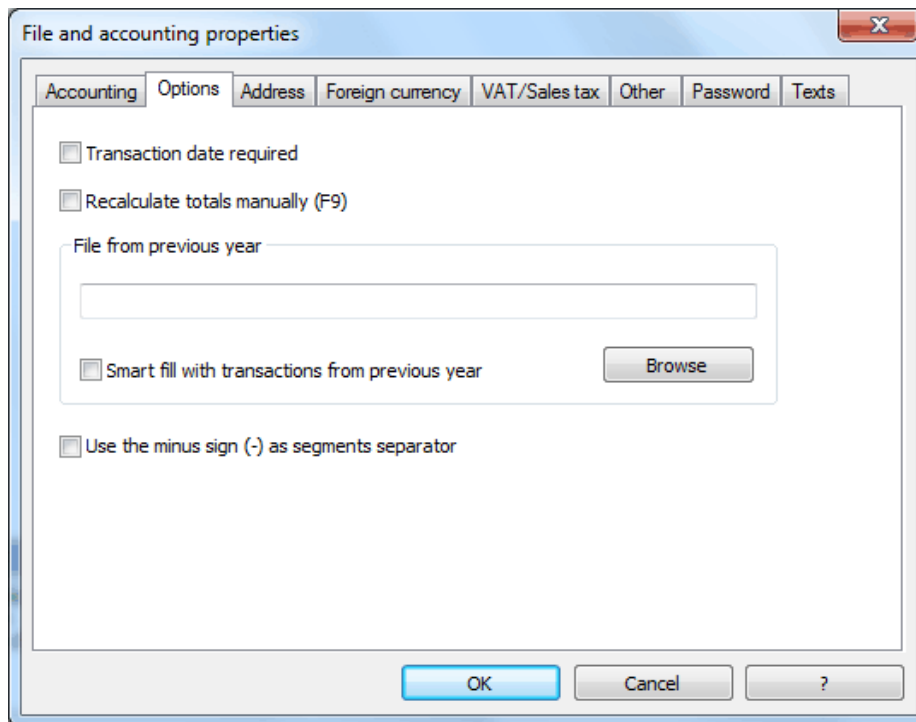 File and accounting properties
Accounting Options Address Foreign currency VAT/Sales tax Other Password Texts
Transaction date required
Recalculate totals manually (F9)
File from previous year
Smart fill with transactions from previous year Browse
Use the minus sign (-) as segments separator
OK Cancel ?